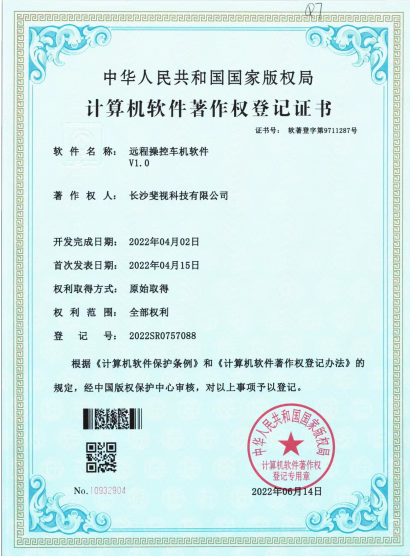 中华人民共和国国家版权局
计算机软件著作权登记证书
证书号: 软著登字第9711287号
软件名称: 远程操控车机软件
V1.0
著作权人: 长沙斐视科技有限公司
开发完成日期: 2022年04月02日
首次发表日期: 2022年04月15日
权利取得方式: 原始取得
权利范围: 全部权利
登记号: 2022SR0757088
根据《计算机软件保护条例》和《计算机软件著作权登记办法》的
规定,经中国版权保护中心审核,对以上事项予以登记。
中华人民共和国国家版权局
计算机软件著作权
登记专用章
No. 10932904
2022年06月14日